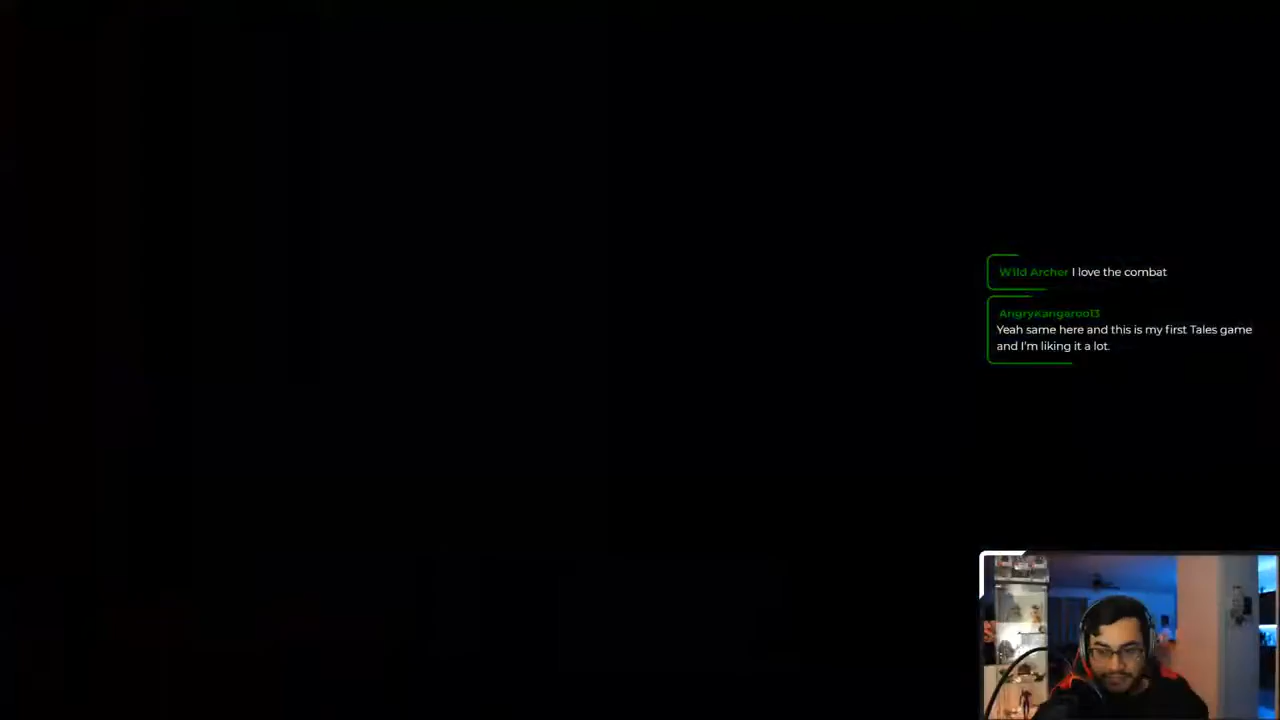 Wild Archer I love the combat
AngryKangaroo13
Yeah same here and this is my first Tales game
and I'm liking it a lot.